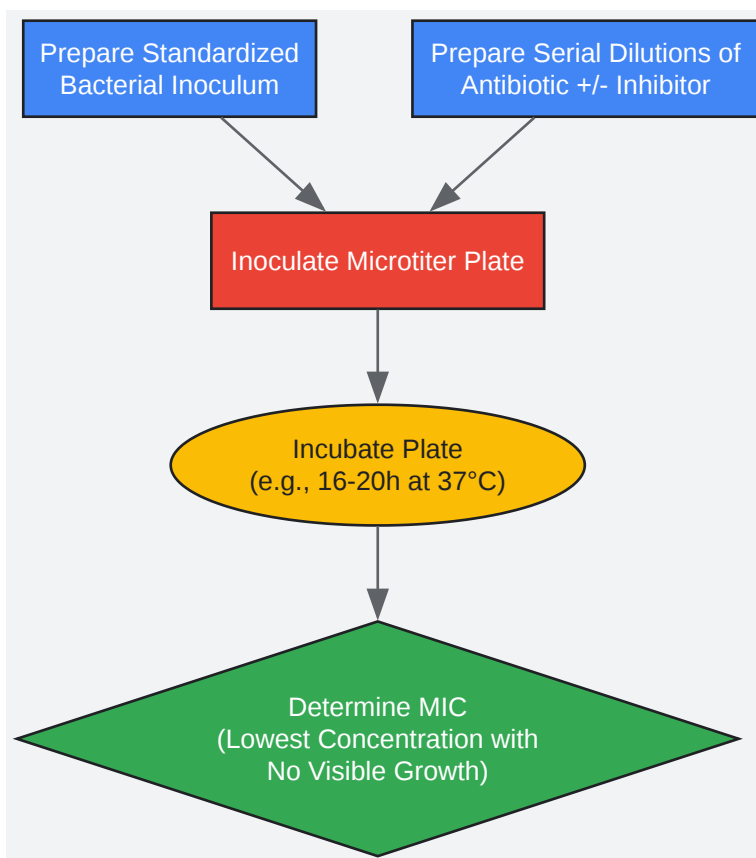 Prepare Standardized
Bacterial Inoculum
Prepare Serial Dilutions of
Antibiotic +/- Inhibitor
Inoculate Microtiter Plate
Incubate Plate
(e.g., 16-20h at 37°C)
Determine MIC
(Lowest Concentration with
No Visible Growth)